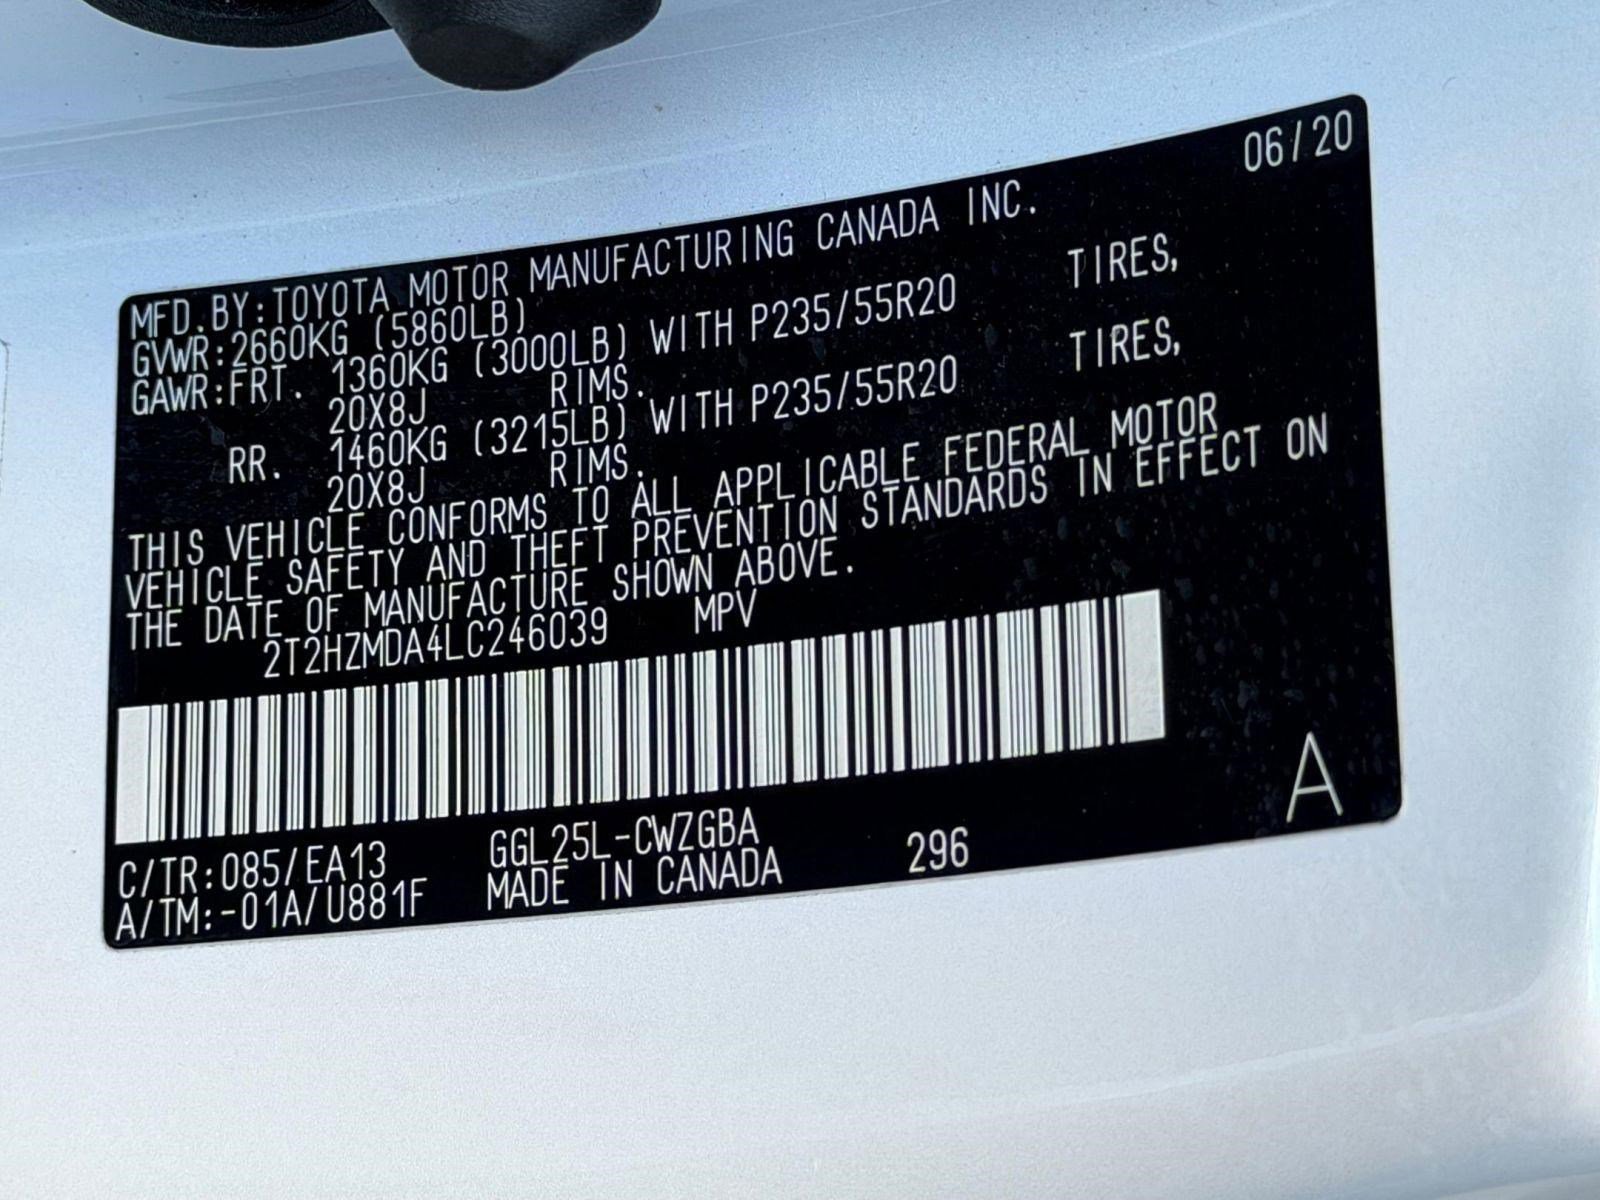 06/20
MFD.BY:TOYOTA MOTOR MANUFACTURING CANADA INC.
GVWR:2660KG (5860LB)
GAWR:FRT. 1360KG (3000LB) WITH P235/55R20 TIRES,
20X8J RIMS.
RR. 1460KG (3215LB) WITH P235/55R20 TIRES,
20X8J RIMS.
THIS VEHICLE CONFORMS TO ALL APPLICABLE FEDERAL MOTOR
VEHICLE SAFETY AND THEFT PREVENTION STANDARDS IN EFFECT ON
THE DATE OF MANUFACTURE SHOWN ABOVE.
2T2HZMDA4LC246039 MPV
A
C/TR:085/EA13 GGL25L-CWZGBA 296
A/TM:-01A/U881F MADE IN CANADA